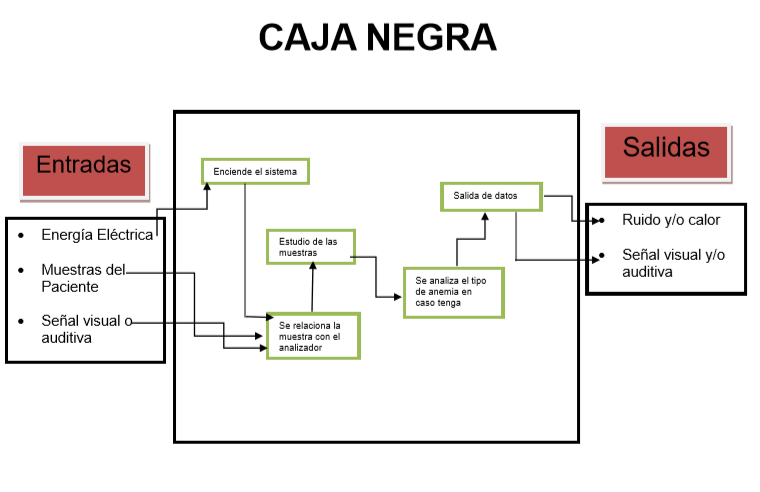 CAJA NEGRA
Entradas
• Energía Eléctrica
• Muestras del
Paciente
• Señal visual o
auditiva
Enciende el sistema
Estudio de las
muestras
Se relaciona la
muestra con el
analizador
Se analiza el tipo
de anemia en
caso tenga
Salida de datos
Salidas
• Ruido y/o calor
• Señal visual y/o
auditiva